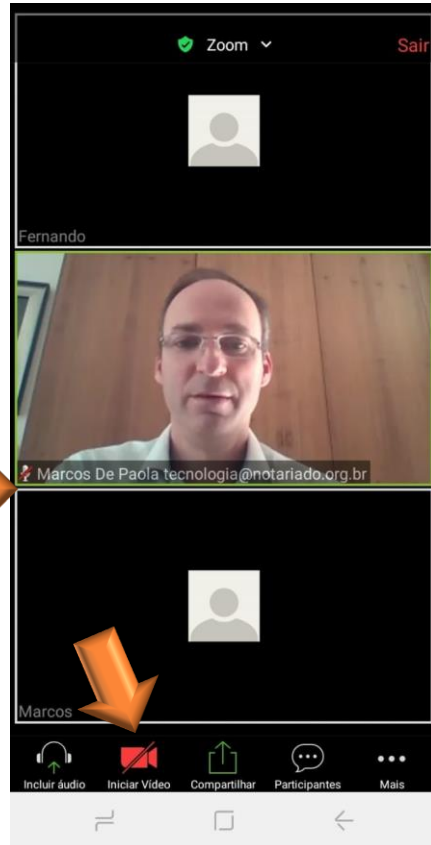 Zoom
Sair
Fernando
Marcos De Paola tecnologia@notariado.org.br
Marcos
Incluir áudio
Iniciar Vídeo
Compartilhar
Participantes
Mais